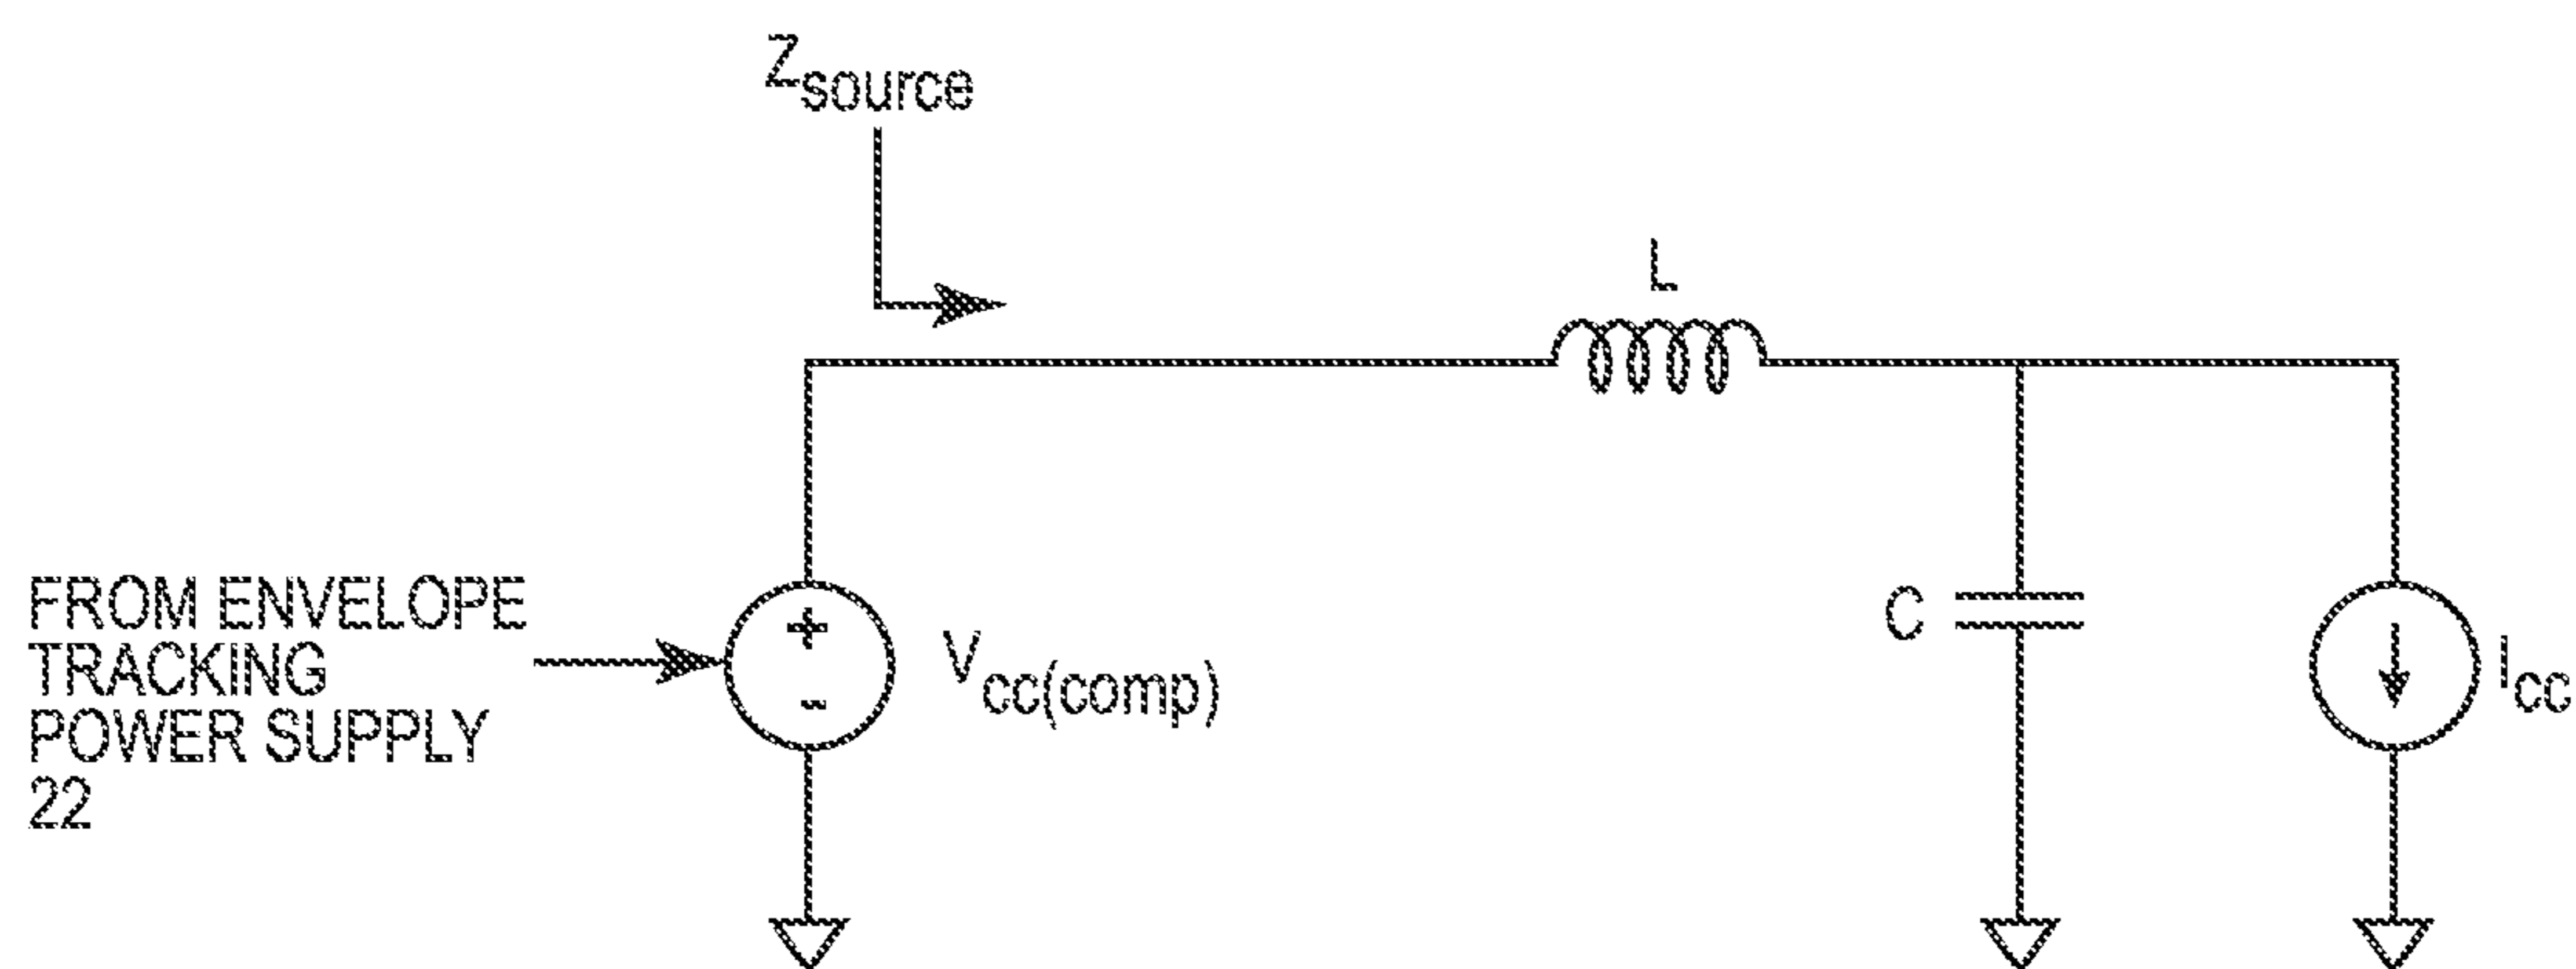 Zsource
L
FROM ENVELOPE
TRACKING
POWER SUPPLY
22
+
-
Vcc(comp)
C
Icc